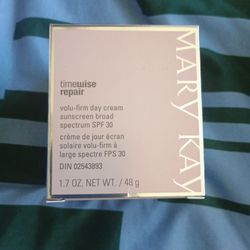 timewise
repair
volu-firm day cream
sunscreen broad
spectrum SPF 30
crème de jour écran
solaire volu-firm à
large spectre FPS 30
DIN 02543893
1.7 OZ. NET WT. / 48 g
MARY KAY